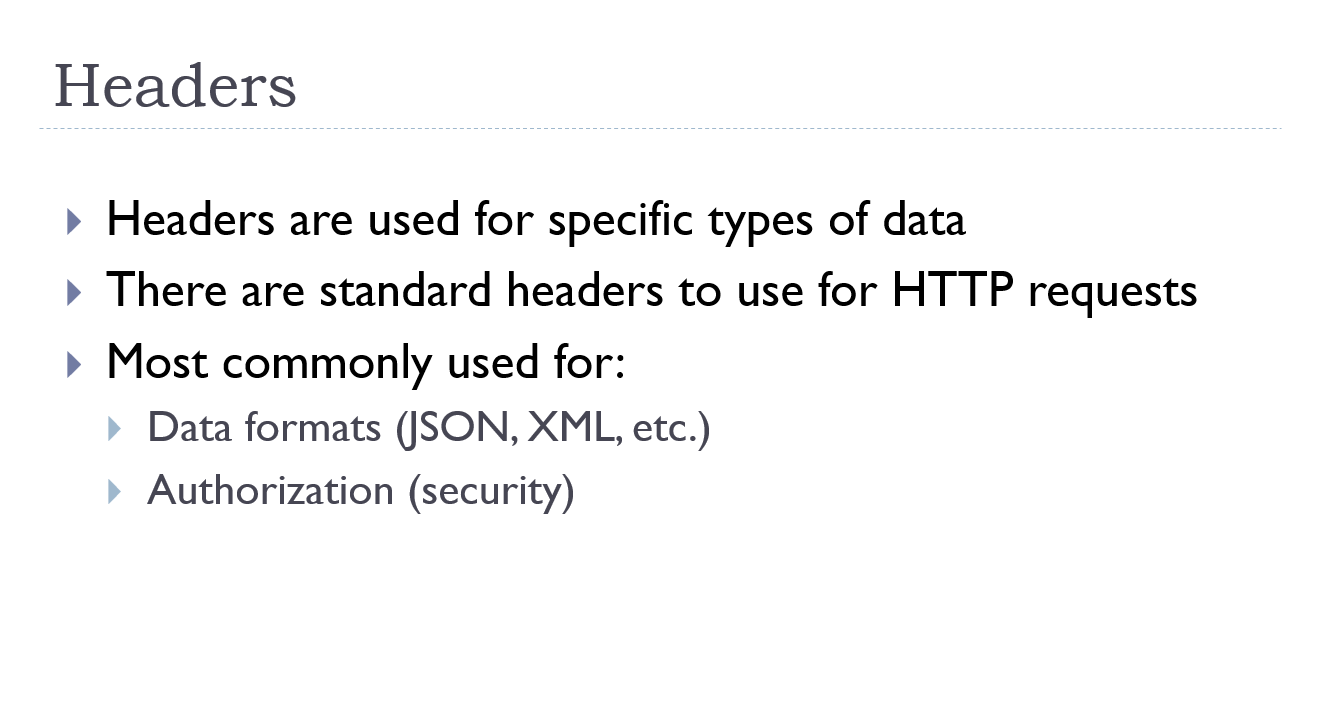 Headers
Headers are used for specific types of data
There are standard headers to use for HTTP requests
Most commonly used for:
Data formats (JSON, XML, etc.)
Authorization (security)